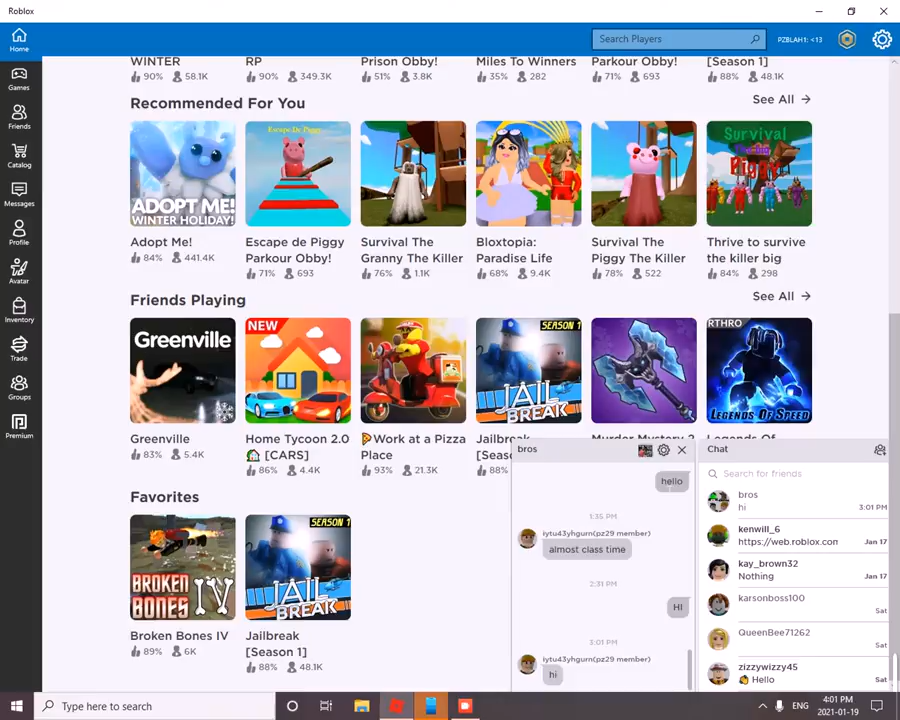 Roblox
Home
Search Players
PZBLAH1: <13
Games
Friends
Catalog
Messages
Profile
Avatar
Inventory
Trade
Groups
Premium
WINTER
90% 58.1K
RP
90% 349.3K
Prison Obby!
51% 3.8K
Miles To Winners
35% 282
Parkour Obby!
71% 693
[Season 1]
88% 48.1K
Recommended For You
See All
ADOPT ME!
WINTER HOLIDAY!
Adopt Me!
84% 441.4K
Escape De Piggy
Escape de Piggy
Parkour Obby!
71% 693
Survival The
Granny The Killer
76% 1.1K
Bloxtopia:
Paradise Life
68% 9.4K
Survival The
Piggy The Killer
78% 522
Survival
Piggy
Thrive to survive
the killer big
84% 298
Friends Playing
See All
Greenville
Greenville
83% 5.4K
NEW
Home Tycoon 2.0
[CARS]
86% 4.4K
Work at a Pizza
Place
93% 21.3K
SEASON 1
JAIL
BREAK
Jailbreak
[Seas
88%
Murder Mystery 2
RTHRO
LEGENDS OF SPEED
Legends Of
Favorites
BROKEN
BONES IV
Broken Bones IV
89% 6K
SEASON 1
JAIL
BREAK
Jailbreak
[Season 1]
88% 48.1K
bros
hello
1:35 PM
iytu43yhgurn(pz29 member)
almost class time
2:31 PM
HI
3:01 PM
iytu43yhgurn(pz29 member)
hi
Chat
Search for friends
bros
hi
3:01 PM
kenwill_6
https://web.roblox.com
Jan 17
kay_brown32
Nothing
Jan 17
karsonboss100
Sat
QueenBee71262
Sat
zizzywizzy45
Hello
Sat
Type here to search
ENG
4:01 PM
2021-01-19